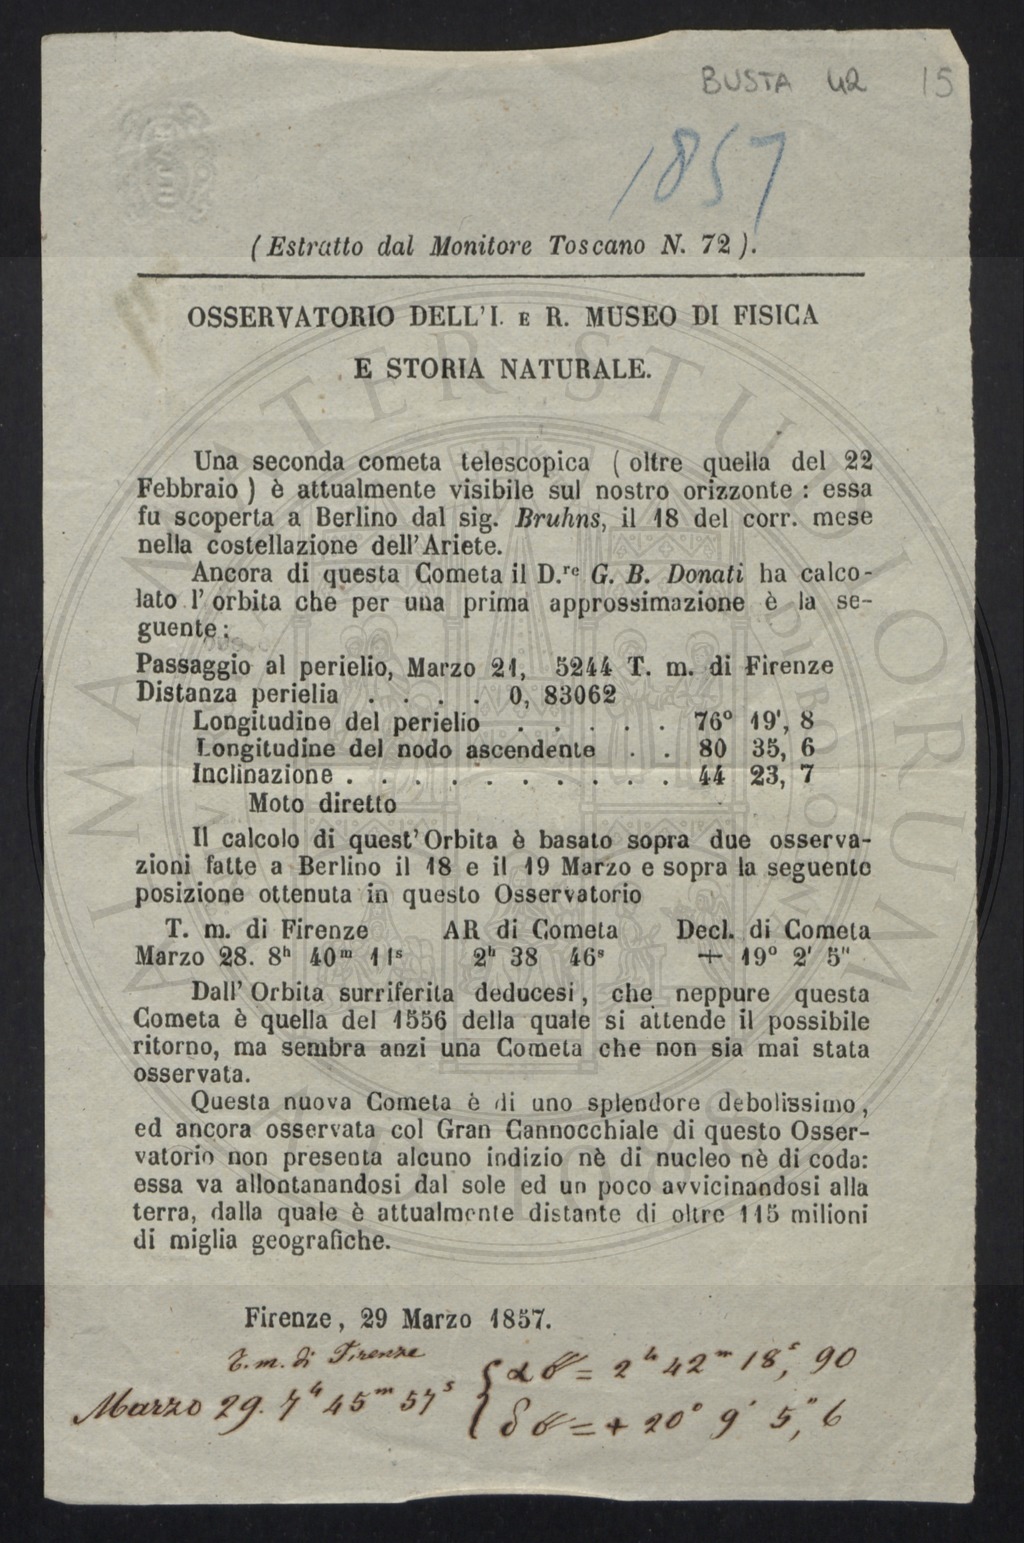 BUSTA 42 15
1857
(Estratto dal Monitore Toscano N. 72).
OSSERVATORIO DELL'I. E R. MUSEO DI FISICA
E STORIA NATURALE.
Una seconda cometa telescopica ( oltre quella del 22
Febbraio ) è attualmente visibile sul nostro orizzonte : essa
fu scoperta a Berlino dal sig. Bruhns, il 18 del corr. mese
nella costellazione dell'Ariete.
Ancora di questa Cometa il D.re G. B. Donati ha calco-
lato l'orbita che per una prima approssimazione è la se-
guente :
Passaggio al perielio, Marzo 21, 5244 T. m. di Firenze
Distanza perielia . . . . 0, 83062
Longitudine del perielio . . . . . 76° 19', 8
Longitudine del nodo ascendente . . 80 35, 6
Inclinazione . . . . . . . . . . 44 23, 7
Moto diretto
Il calcolo di quest'Orbita è basato sopra due osserva-
zioni fatte a Berlino il 18 e il 19 Marzo e sopra la seguente
posizione ottenuta in questo Osservatorio
T. m. di Firenze AR di Cometa Decl. di Cometa
Marzo 28. 8h 40m 11s 2h 38 46s + 19° 2' 5"
Dall'Orbita surriferita deducesi, che neppure questa
Cometa è quella del 1556 della quale si attende il possibile
ritorno, ma sembra anzi una Cometa che non sia mai stata
osservata.
Questa nuova Cometa è di uno splendore debolissimo,
ed ancora osservata col Gran Cannocchiale di questo Osser-
vatorio non presenta alcuno indizio nè di nucleo nè di coda:
essa va allontanandosi dal sole ed un poco avvicinandosi alla
terra, dalla quale è attualmente distante di oltre 115 milioni
di miglia geografiche.
Firenze, 29 Marzo 1857.
T. m. di Firenze
Marzo 29. 7h 45m 57s { α ☄ = 2h 42m 18s, 90
δ ☄ = + 20° 9' 5", 6
ALMA MATER STUDIORUM